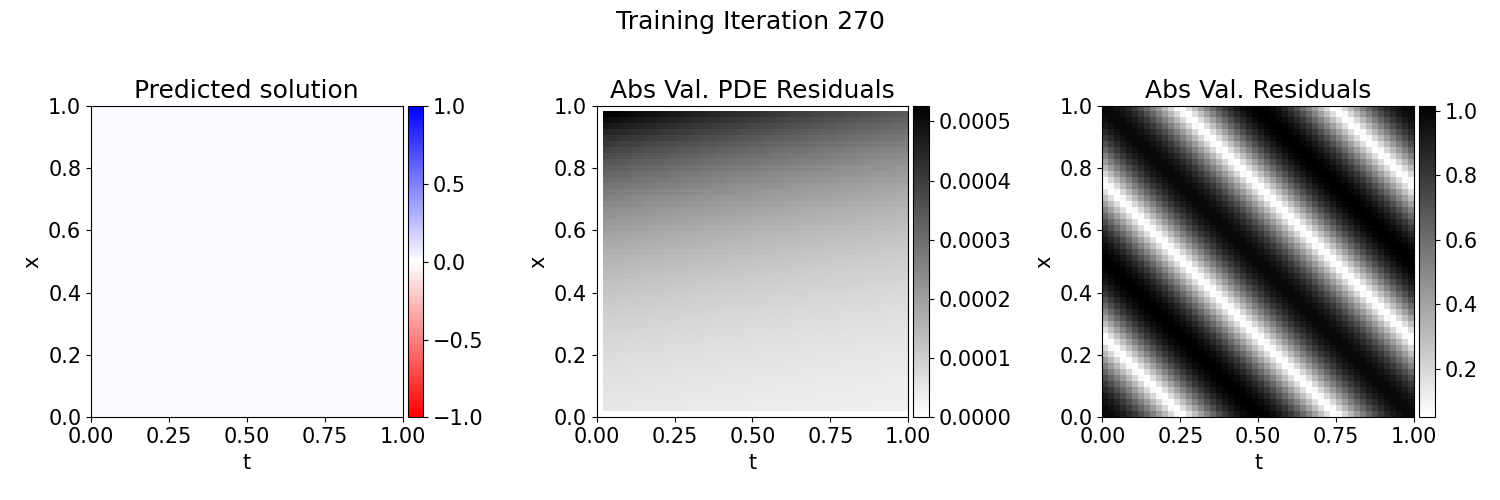 Training Iteration 270
Predicted solution
1.0
0.8
0.6
0.4
0.2
0.0
x
0.00 0.25 0.50 0.75 1.00
t
1.0
0.5
0.0
−0.5
−1.0
Abs Val. PDE Residuals
1.0
0.8
0.6
0.4
0.2
0.0
x
0.00 0.25 0.50 0.75 1.00
t
0.0005
0.0004
0.0003
0.0002
0.0001
0.0000
Abs Val. Residuals
1.0
0.8
0.6
0.4
0.2
0.0
x
0.00 0.25 0.50 0.75 1.00
t
1.0
0.8
0.6
0.4
0.2